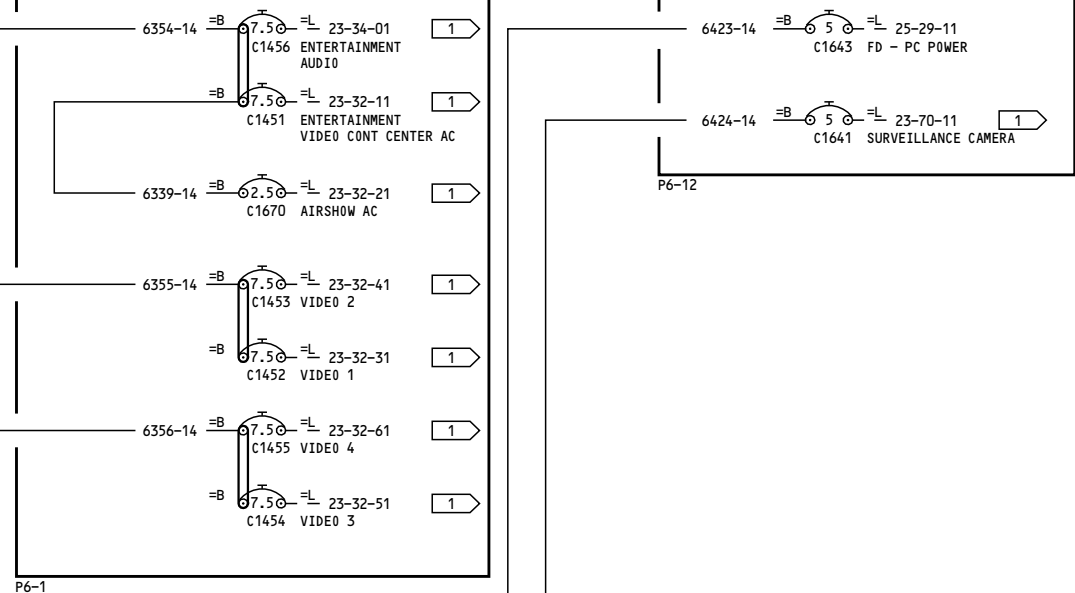 6354-14 =B 7.5 =L 23-34-01 1
C1456 ENTERTAINMENT
AUDIO
=B 7.5 =L 23-32-11 1
C1451 ENTERTAINMENT
VIDEO CONT CENTER AC
6339-14 =B 2.5 =L 23-32-21 1
C1670 AIRSHOW AC
6355-14 =B 7.5 =L 23-32-41 1
C1453 VIDEO 2
=B 7.5 =L 23-32-31 1
C1452 VIDEO 1
6356-14 =B 7.5 =L 23-32-61 1
C1455 VIDEO 4
=B 7.5 =L 23-32-51 1
C1454 VIDEO 3
P6-1
6423-14 =B 5 =L 25-29-11
C1643 FD - PC POWER
6424-14 =B 5 =L 23-70-11 1
C1641 SURVEILLANCE CAMERA
P6-12